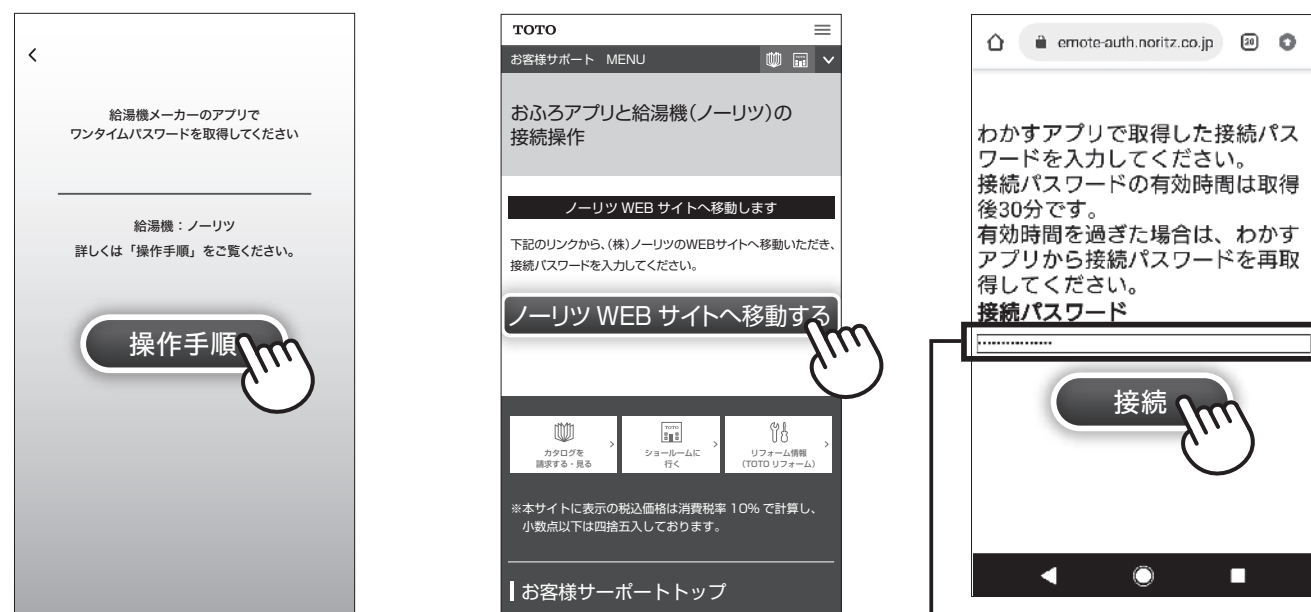 給湯機メーカーのアプリで
ワンタイムパスワードを取得してください
給湯機：ノーリツ
詳しくは「操作手順」をご覧ください。
操作手順
TOTO
お客様サポート MENU
おふろアプリと給湯機（ノーリツ）の
接続操作
ノーリツ WEB サイトへ移動します
下記のリンクから、（株）ノーリツのWEBサイトへ移動いただき、
接続パスワードを入力してください。
ノーリツ WEB サイトへ移動する
カタログを
請求する・見る
TOTO
ショールームに
行く
リフォーム情報
（TOTO リフォーム）
※本サイトに表示の税込価格は消費税率 10% で計算し、
小数点以下は四捨五入しております。
お客様サーポートトップ
emote-auth.noritz.co.jp
20
わかすアプリで取得した接続パス
ワードを入力してください。
接続パスワードの有効時間は取得
後30分です。
有効時間を過ぎた場合は、わかす
アプリから接続パスワードを再取
得してください。
接続パスワード
接続